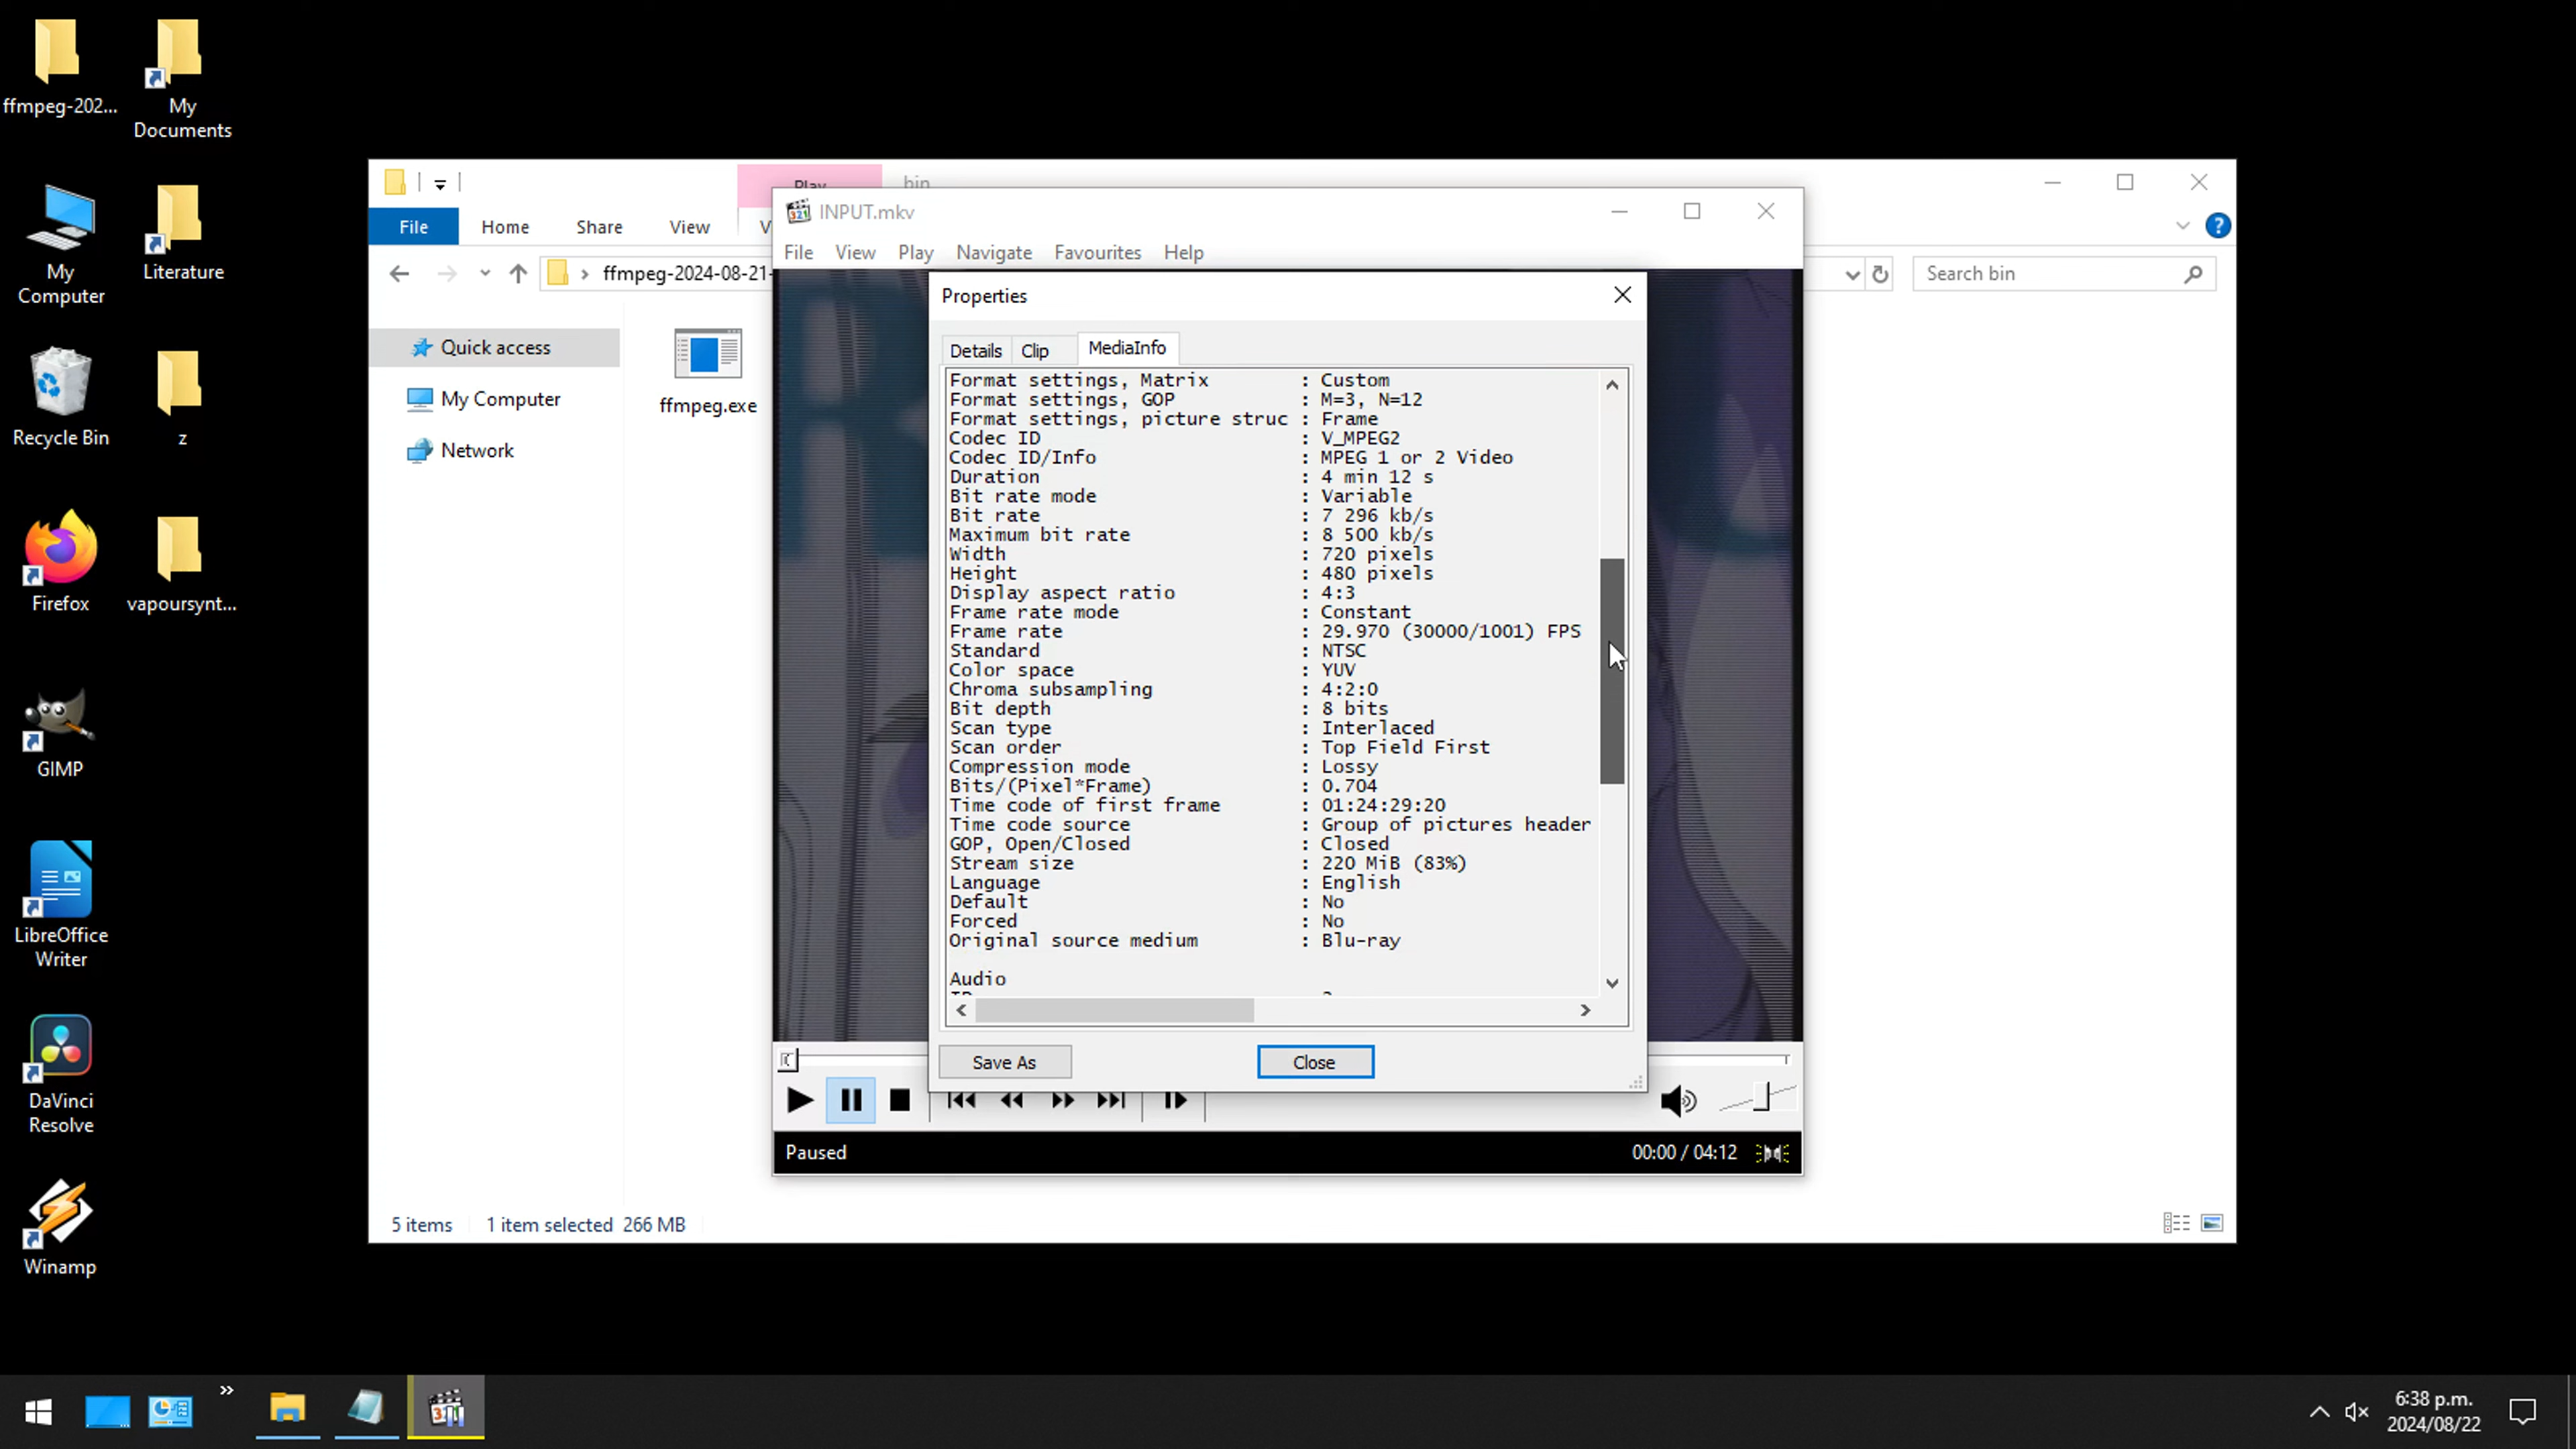 ffmpeg-202...
My
Documents
My
Computer
Literature
Recycle Bin
z
Firefox
vapoursynt...
GIMP
LibreOffice
Writer
DaVinci
Resolve
Winamp
Play
bin
File
Home
Share
View
V
ffmpeg-2024-08-21-
Search bin
Quick access
My Computer
Network
ffmpeg.exe
5 items
1 item selected 266 MB
INPUT.mkv
File View Play Navigate Favourites Help
Properties
Details Clip MediaInfo
Format settings, Matrix : Custom
Format settings, GOP : M=3, N=12
Format settings, picture struc : Frame
Codec ID : V_MPEG2
Codec ID/Info : MPEG 1 or 2 Video
Duration : 4 min 12 s
Bit rate mode : Variable
Bit rate : 7 296 kb/s
Maximum bit rate : 8 500 kb/s
Width : 720 pixels
Height : 480 pixels
Display aspect ratio : 4:3
Frame rate mode : Constant
Frame rate : 29.970 (30000/1001) FPS
Standard : NTSC
Color space : YUV
Chroma subsampling : 4:2:0
Bit depth : 8 bits
Scan type : Interlaced
Scan order : Top Field First
Compression mode : Lossy
Bits/(Pixel*Frame) : 0.704
Time code of first frame : 01:24:29:20
Time code source : Group of pictures header
GOP, Open/Closed : Closed
Stream size : 220 MiB (83%)
Language : English
Default : No
Forced : No
Original source medium : Blu-ray
Audio
Save As
Close
Paused
00:00 / 04:12
6:38 p.m.
2024/08/22